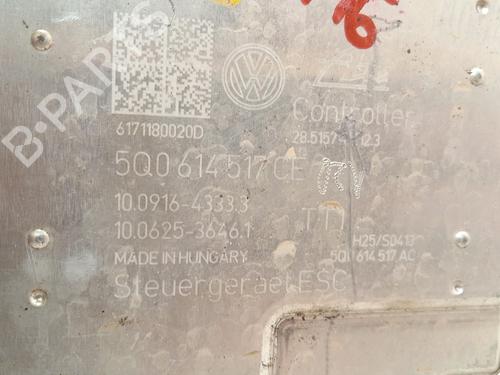 16
Controller
6171180020D
5Q0 614 517 CE
10.0916-4333.3
10.0625-3646.1
H25/S0413
MADE IN HUNGARY
5Q0 614 517 AC
Steuergeraet ESC
B-PARTS